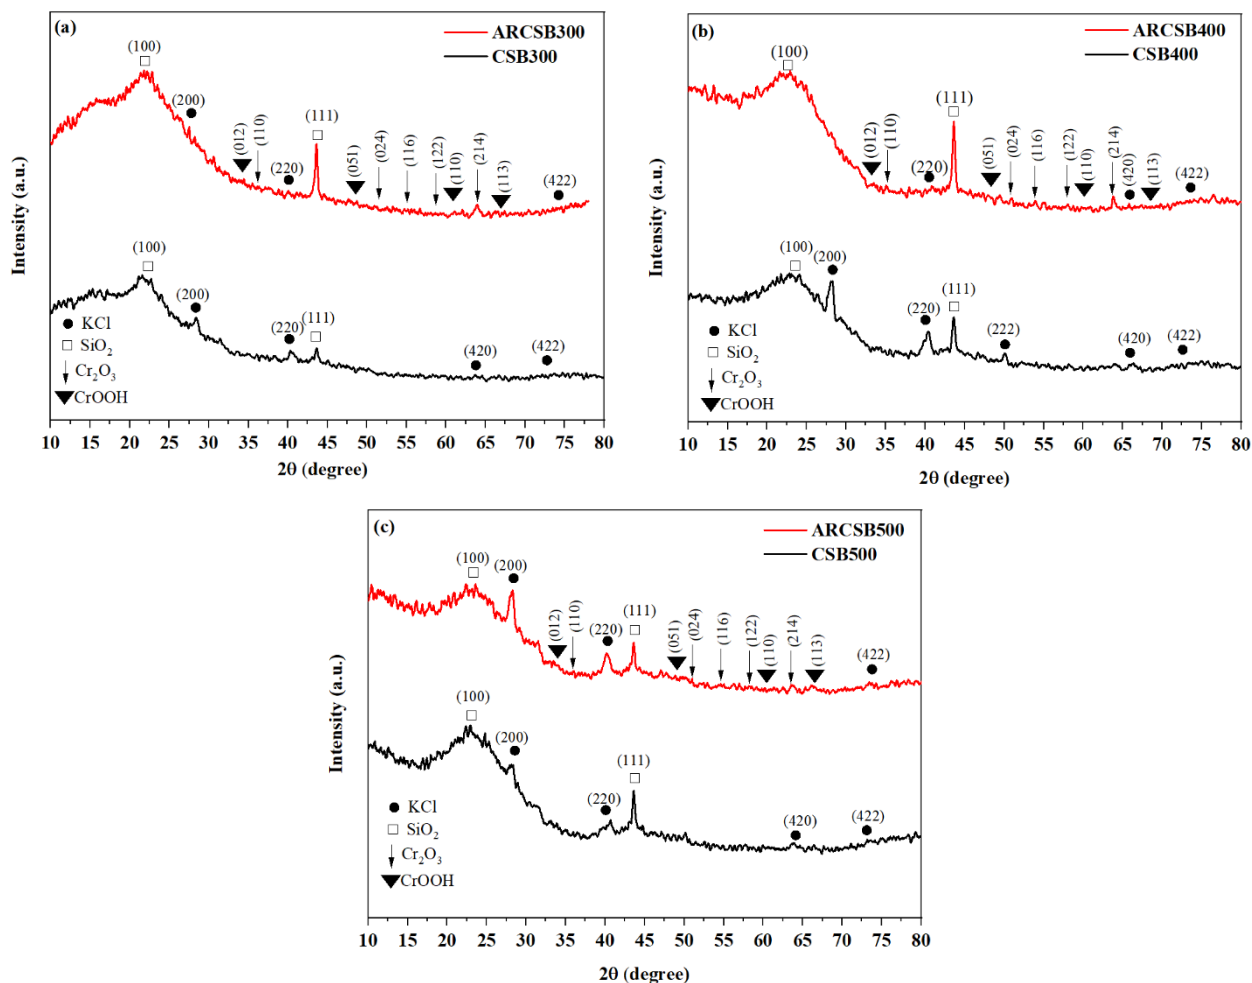 (a)
ARCSB300
CSB300
(100)
(200)
(012)
(110)
(220)
(111)
(051)
(024)
(116)
(122)
(110)
(214)
(113)
(422)
(100)
(200)
(220)
(111)
(420)
(422)
KCl
SiO₂
Cr₂O₃
CrOOH
Intensity (a.u.)
10 15 20 25 30 35 40 45 50 55 60 65 70 75 80
2θ (degree)
(b)
ARCSB400
CSB400
(100)
(012)
(110)
(220)
(111)
(051)
(024)
(116)
(122)
(110)
(214)
(420)
(113)
(422)
(100)
(200)
(220)
(111)
(222)
(420)
(422)
KCl
SiO₂
Cr₂O₃
CrOOH
Intensity (a.u.)
10 15 20 25 30 35 40 45 50 55 60 65 70 75 80
2θ (degree)
(c)
ARCSB500
CSB500
(100)
(200)
(012)
(110)
(220)
(111)
(051)
(024)
(116)
(122)
(110)
(214)
(113)
(422)
(100)
(200)
(220)
(111)
(420)
(422)
KCl
SiO₂
Cr₂O₃
CrOOH
Intensity (a.u.)
10 15 20 25 30 35 40 45 50 55 60 65 70 75 80
2θ (degree)